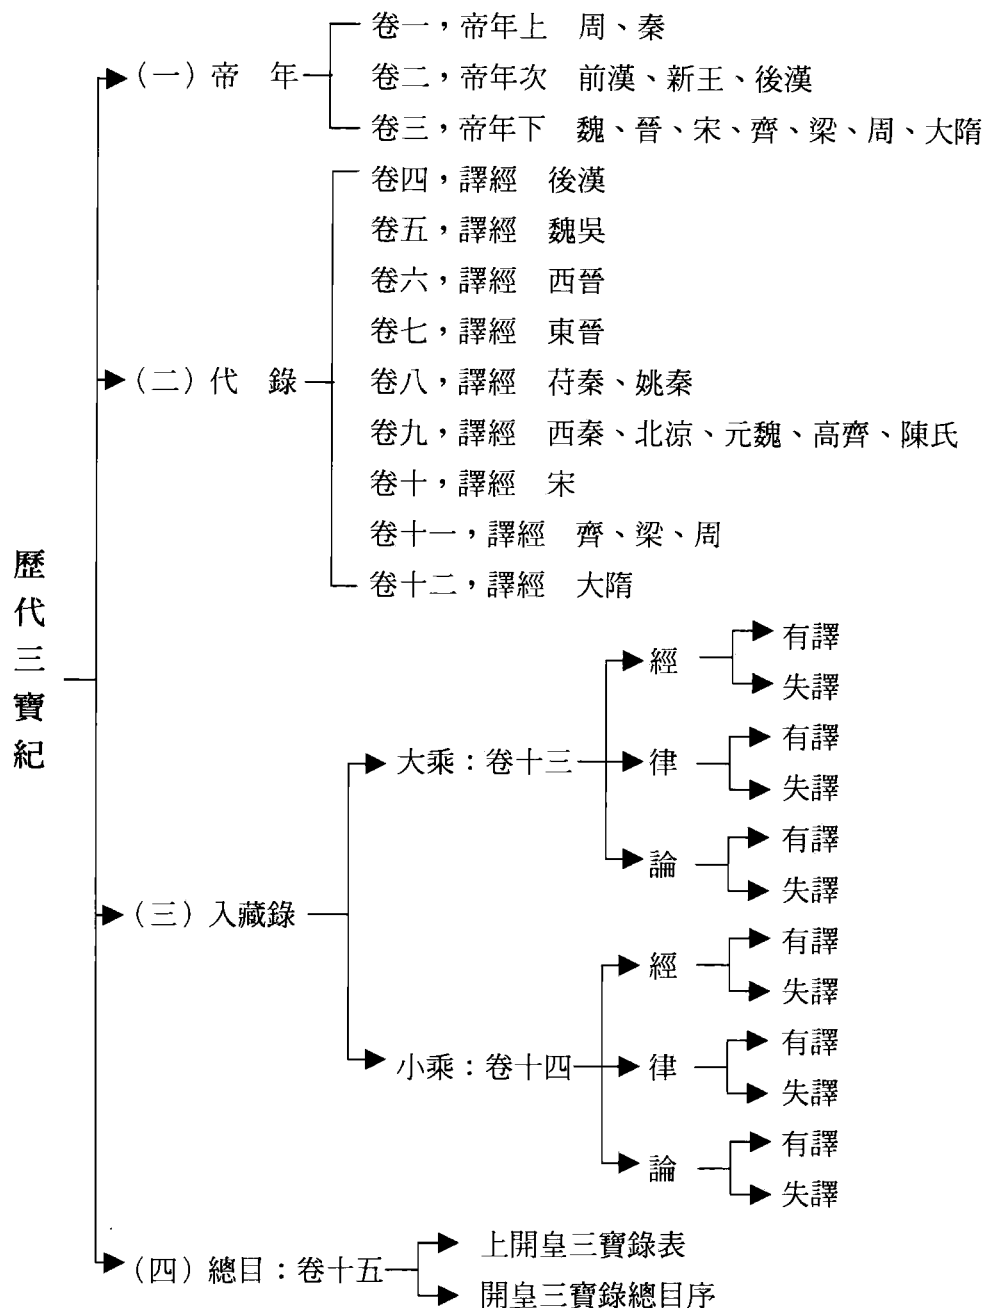 歷代三寶紀
（一）帝　年
卷一，帝年上　周、秦
卷二，帝年次　前漢、新王、後漢
卷三，帝年下　魏、晉、宋、齊、梁、周、大隋
（二）代　錄
卷四，譯經　後漢
卷五，譯經　魏吳
卷六，譯經　西晉
卷七，譯經　東晉
卷八，譯經　苻秦、姚秦
卷九，譯經　西秦、北涼、元魏、高齊、陳氏
卷十，譯經　宋
卷十一，譯經　齊、梁、周
卷十二，譯經　大隋
（三）入藏錄
大乘：卷十三
經
有譯
失譯
律
有譯
失譯
論
有譯
失譯
小乘：卷十四
經
有譯
失譯
律
有譯
失譯
論
有譯
失譯
（四）總目：卷十五
上開皇三寶錄表
開皇三寶錄總目序